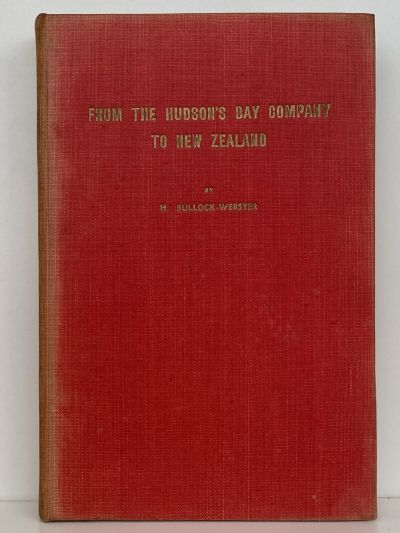 FROM THE HUDSON'S BAY COMPANY
TO NEW ZEALAND
BY
H. BULLOCK-WEBSTER